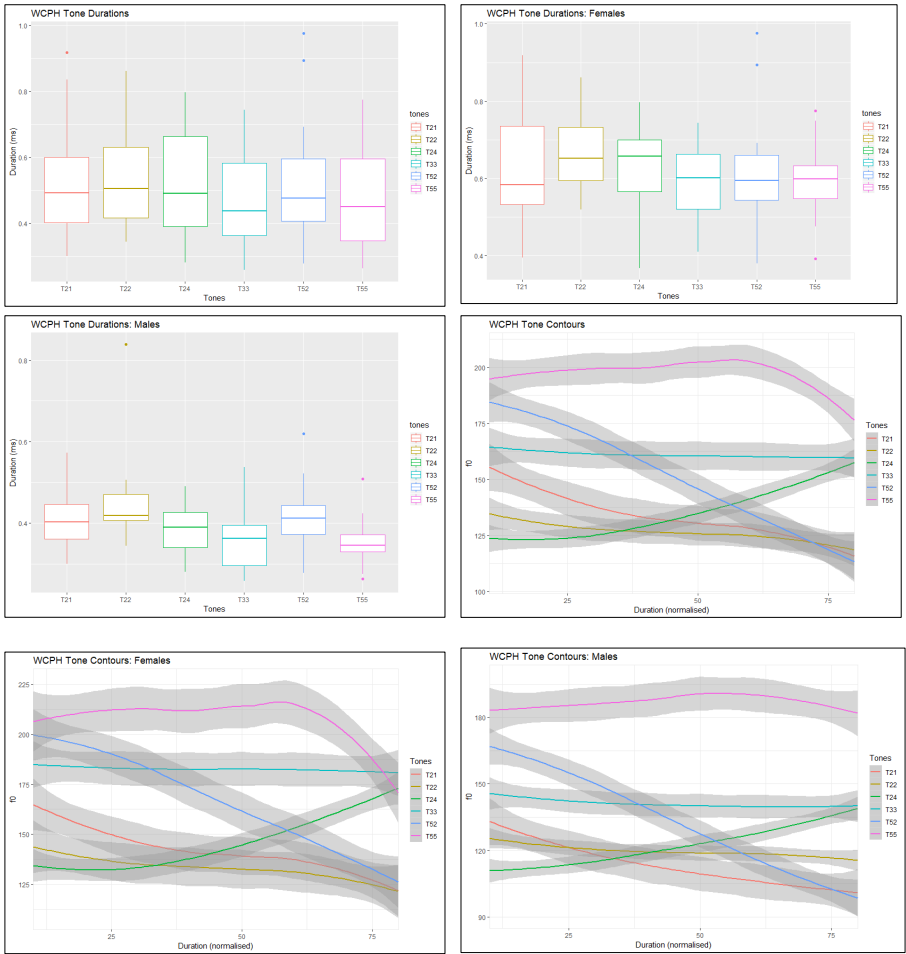 WCPH Tone Durations
1.0
0.8
0.6
0.4
Duration (ms)
T21 T22 T24 T33 T52 T55
Tones
tones
T21
T22
T24
T33
T52
T55
WCPH Tone Durations: Females
1.0
0.8
0.6
0.4
Duration (ms)
T21 T22 T24 T33 T52 T55
Tones
tones
T21
T22
T24
T33
T52
T55
WCPH Tone Durations: Males
0.8
0.6
0.4
Duration (ms)
T21 T22 T24 T33 T52 T55
Tones
tones
T21
T22
T24
T33
T52
T55
WCPH Tone Contours
200
175
150
125
100
f0
25 50 75
Duration (normalised)
Tones
T21
T22
T24
T33
T52
T55
WCPH Tone Contours: Females
225
200
175
150
125
f0
25 50 75
Duration (normalised)
Tones
T21
T22
T24
T33
T52
T55
WCPH Tone Contours: Males
180
150
120
90
f0
25 50 75
Duration (normalised)
Tones
T21
T22
T24
T33
T52
T55